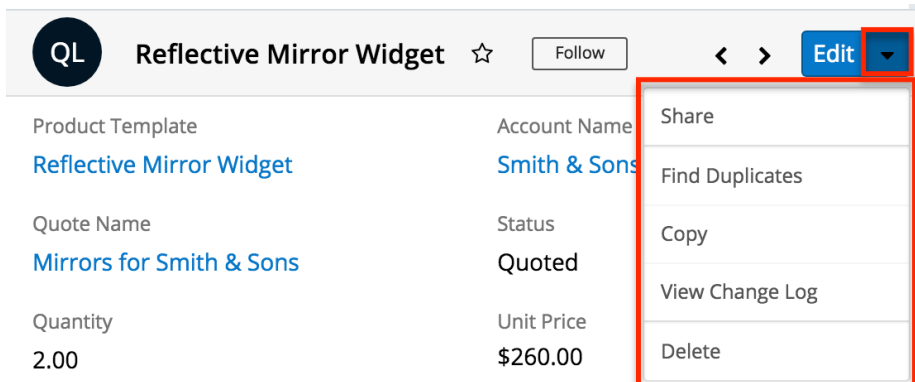 QL Reflective Mirror Widget Follow Edit
Share
Product Template Account Name
Reflective Mirror Widget Smith & Sons
Find Duplicates
Quote Name Status
Copy
Mirrors for Smith & Sons Quoted
View Change Log
Quantity Unit Price
2.00 $260.00
Delete